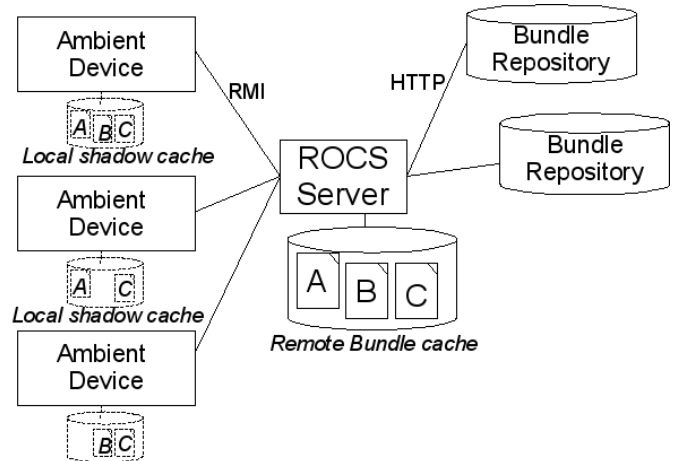 Ambient
Device
A B C
Local shadow cache
Ambient
Device
A C
Local shadow cache
Ambient
Device
B C
RMI
ROCS
Server
A B C
Remote Bundle cache
HTTP
Bundle
Repository
Bundle
Repository